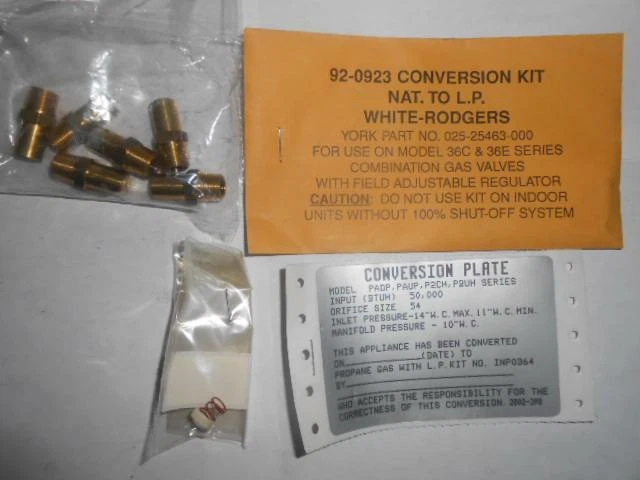 92-0923 CONVERSION KIT
NAT. TO L.P.
WHITE-RODGERS
YORK PART NO. 025-25463-000
FOR USE ON MODEL 36C & 36E SERIES
COMBINATION GAS VALVES
WITH FIELD ADJUSTABLE REGULATOR
CAUTION: DO NOT USE KIT ON INDOOR
UNITS WITHOUT 100% SHUT-OFF SYSTEM
CONVERSION PLATE
MODEL PADP, PAUP, P2CH, P2UH SERIES
INPUT (BTUH) 50,000
ORIFICE SIZE 54
INLET PRESSURE-14"W.C. MAX. 11"W.C. MIN.
MANIFOLD PRESSURE - 10"W.C.
THIS APPLIANCE HAS BEEN CONVERTED
ON____________(DATE) TO
PROPANE GAS WITH L.P. KIT NO. INP0364
BY____________
WHO ACCEPTS THE RESPONSIBILITY FOR THE
CORRECTNESS OF THIS CONVERSION.